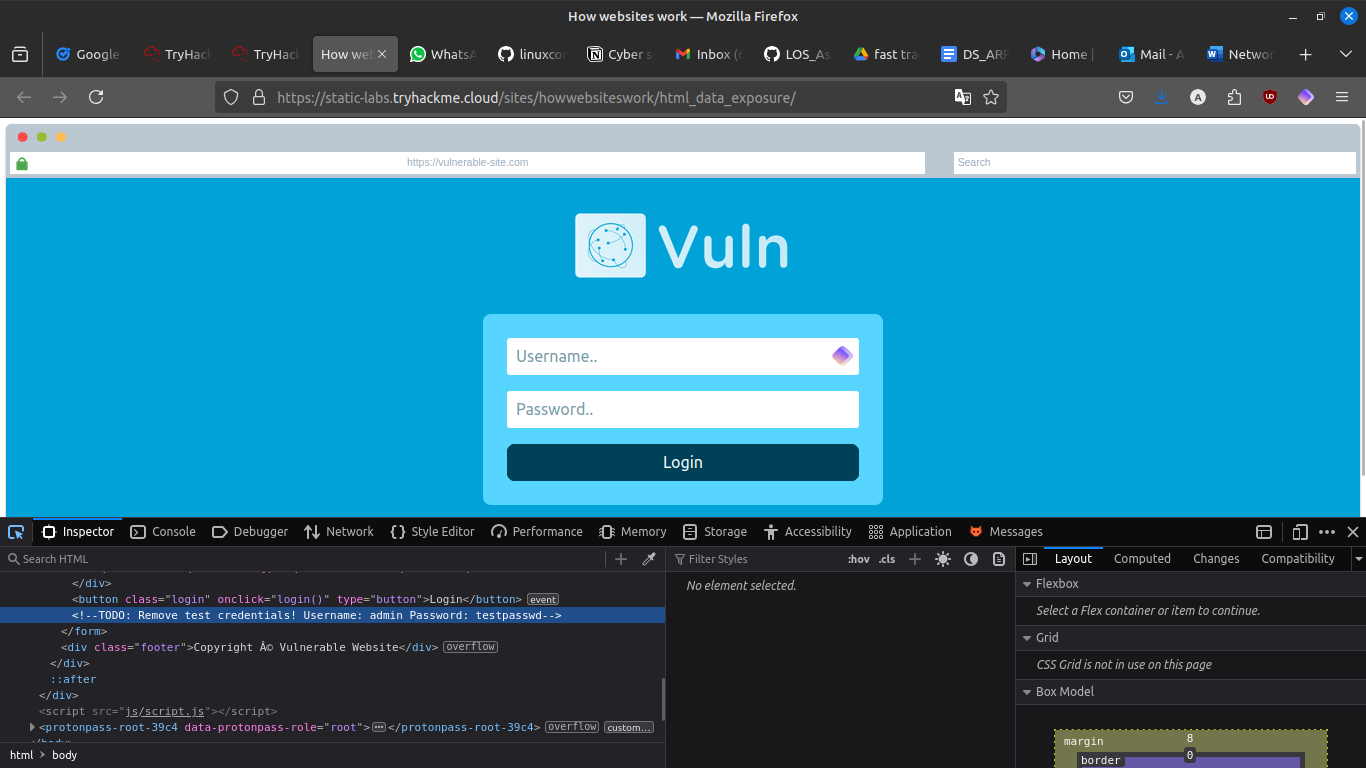 How websites work — Mozilla Firefox
Google
TryHack
TryHack
How web
WhatsA
linuxcon
Cyber s
Inbox (6
LOS_As
fast tra
DS_ARR
Home |
Mail - A
Networ
https://static-labs.tryhackme.cloud/sites/howwebsiteswork/html_data_exposure/
https://vulnerable-site.com
Search
Vuln
Username..
Password..
Login
Inspector
Console
Debugger
Network
Style Editor
Performance
Memory
Storage
Accessibility
Application
Messages
Search HTML
Filter Styles
:hov .cls
Layout Computed Changes Compatibility
</div>
<button class="login" onclick="login()" type="button">Login</button> event
<!--TODO: Remove test credentials! Username: admin Password: testpasswd-->
</form>
<div class="footer">Copyright Â© Vulnerable Website</div> overflow
</div>
::after
</div>
<script src="js/script.js"></script>
<protonpass-root-39c4 data-protonpass-role="root"></protonpass-root-39c4> overflow custom…
html > body
No element selected.
Flexbox
Select a Flex container or item to continue.
Grid
CSS Grid is not in use on this page
Box Model
margin
8
border
0